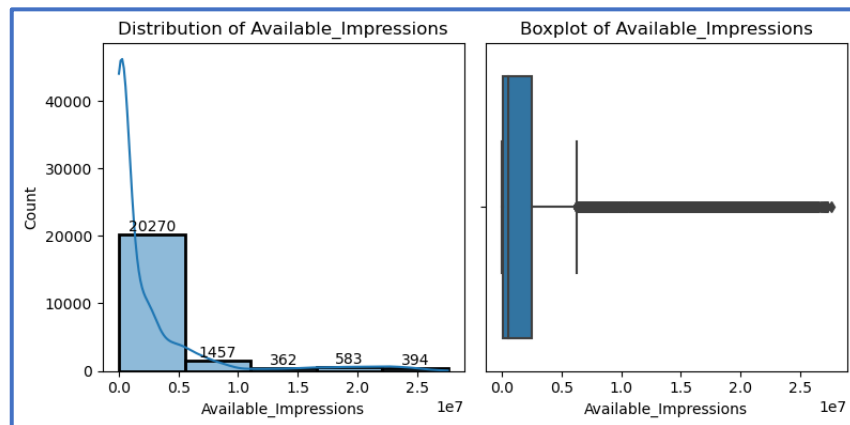 Distribution of Available_Impressions
Count
40000
30000
20000
10000
0
20270
1457
362
583
394
0.0 0.5 1.0 1.5 2.0 2.5
1e7
Available_Impressions
Boxplot of Available_Impressions
0.0 0.5 1.0 1.5 2.0 2.5
1e7
Available_Impressions